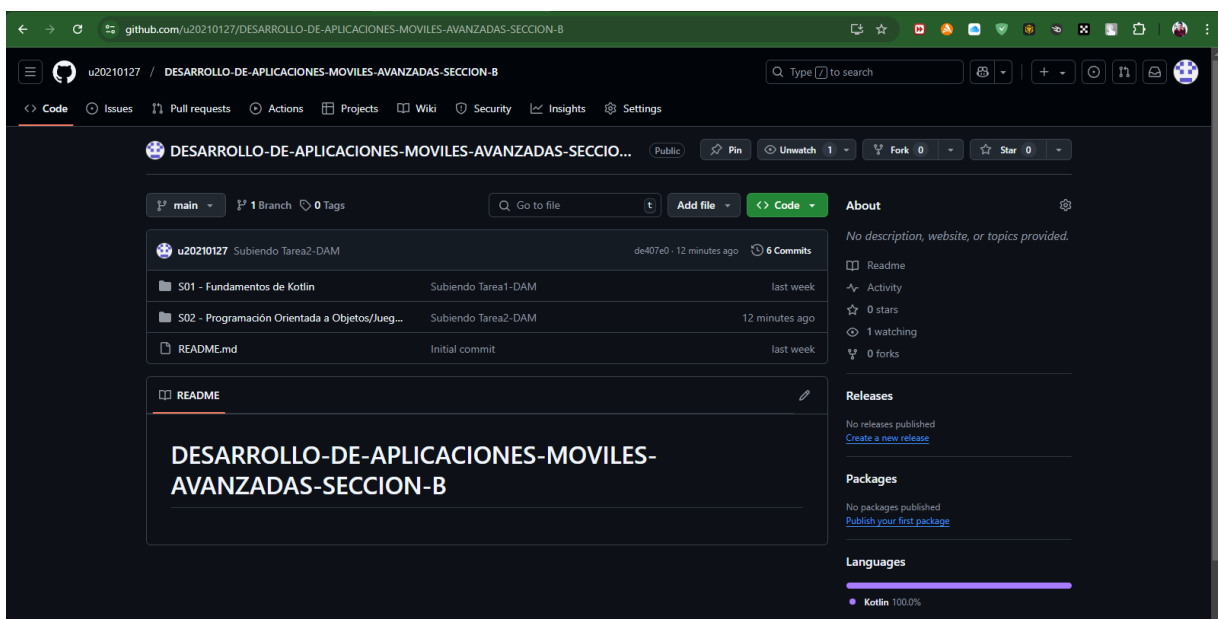 github.com/u20210127/DESARROLLO-DE-APLICACIONES-MOVILES-AVANZADAS-SECCION-B
u20210127 / DESARROLLO-DE-APLICACIONES-MOVILES-AVANZADAS-SECCION-B
Q Type / to search
Code Issues Pull requests Actions Projects Wiki Security Insights Settings
DESARROLLO-DE-APLICACIONES-MOVILES-AVANZADAS-SECCIO... Public Pin Unwatch 1 Fork 0 Star 0
main 1 Branch 0 Tags Go to file t Add file Code
u20210127 Subiendo Tarea2-DAM de407e0 · 12 minutes ago 6 Commits
S01 - Fundamentos de Kotlin Subiendo Tarea1-DAM last week
S02 - Programación Orientada a Objetos/Jueg... Subiendo Tarea2-DAM 12 minutes ago
README.md Initial commit last week
README
DESARROLLO-DE-APLICACIONES-MOVILES-
AVANZADAS-SECCION-B
About
No description, website, or topics provided.
Readme
Activity
0 stars
1 watching
0 forks
Releases
No releases published
Create a new release
Packages
No packages published
Publish your first package
Languages
Kotlin 100.0%